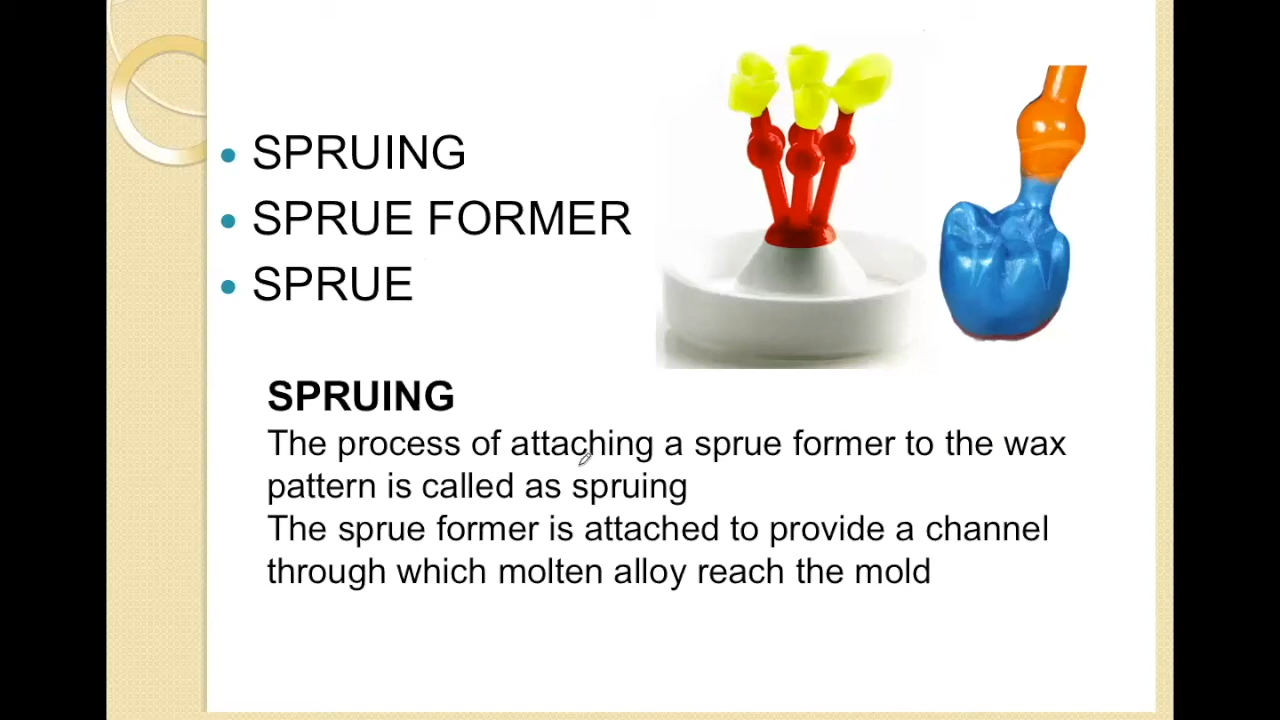 SPRUING
SPRUE FORMER
SPRUE
SPRUING
The process of attaching a sprue former to the wax
pattern is called as spruing
The sprue former is attached to provide a channel
through which molten alloy reach the mold